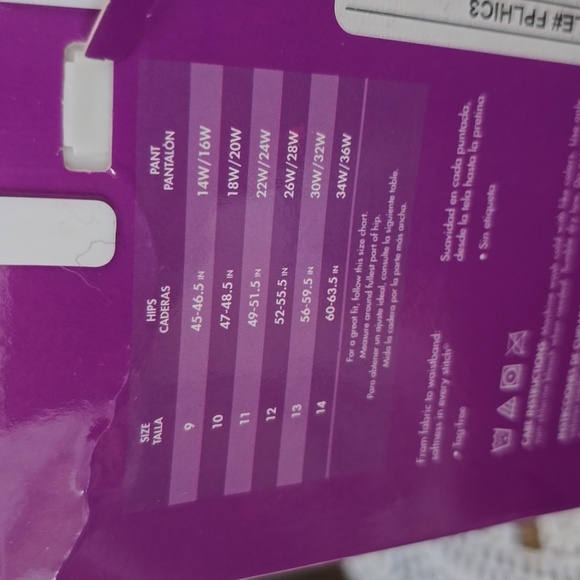 LE# FPLHIC3
SIZE HIPS PANT
TALLA CADERAS PANTALÓN
9 45-46.5 IN 14W/16W
10 47-48.5 IN 18W/20W
11 49-51.5 IN 22W/24W
12 52-55.5 IN 26W/28W
13 56-59.5 IN 30W/32W
14 60-63.5 IN 34W/36W
For a great fit, follow this size chart.
Measure around fullest part of hip.
Para obtener un ajuste ideal, consulte la siguiente tabla.
Mida la cadera por la parte más ancha.
From fabric to waistband:
softness in every stitch®
• Tag-free
Suavidad en cada puntada,
desde la tela hasta la pretina
• Sin etiqueta
CARE INSTRUCTIONS